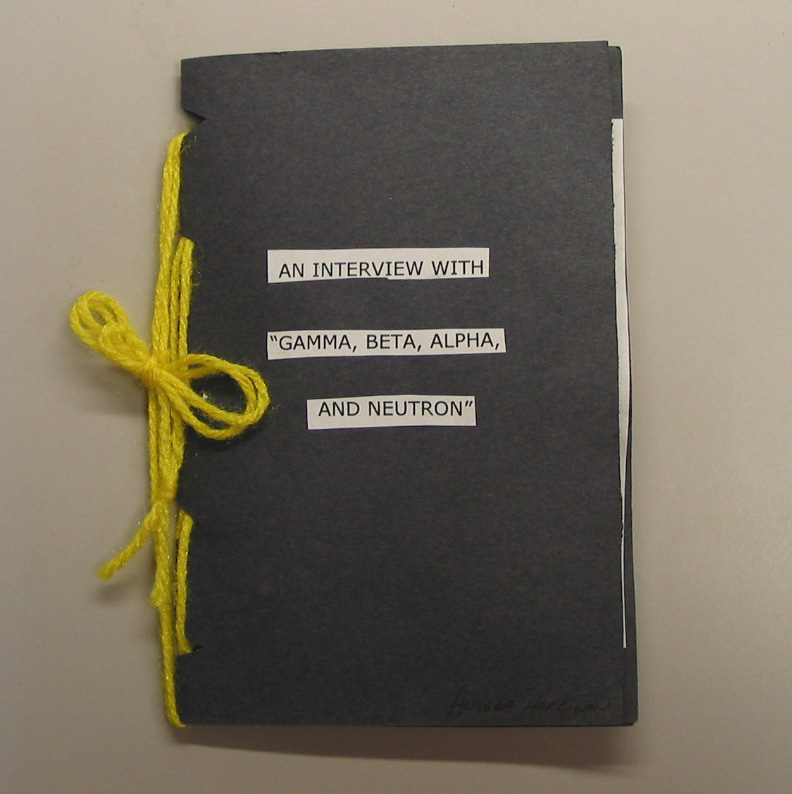 AN INTERVIEW WITH
“GAMMA, BETA, ALPHA,
AND NEUTRON”